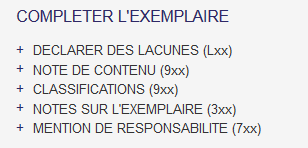 COMPLETER L'EXEMPLAIRE
+ DECLARER DES LACUNES (Lxx)
+ NOTE DE CONTENU (9xx)
+ CLASSIFICATIONS (9xx)
+ NOTES SUR L'EXEMPLAIRE (3xx)
+ MENTION DE RESPONSABILITE (7xx)